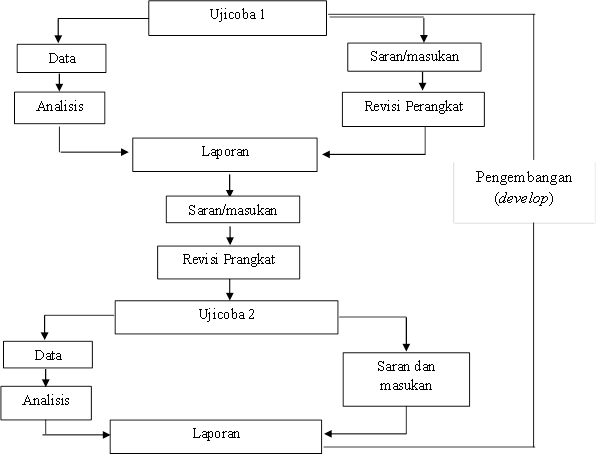 Ujicoba 1
Data
Saran/masukan
Analisis
Revisi Perangkat
Laporan
Pengembangan
(develop)
Saran/masukan
Revisi Prangkat
Ujicoba 2
Data
Saran dan
masukan
Analisis
Laporan